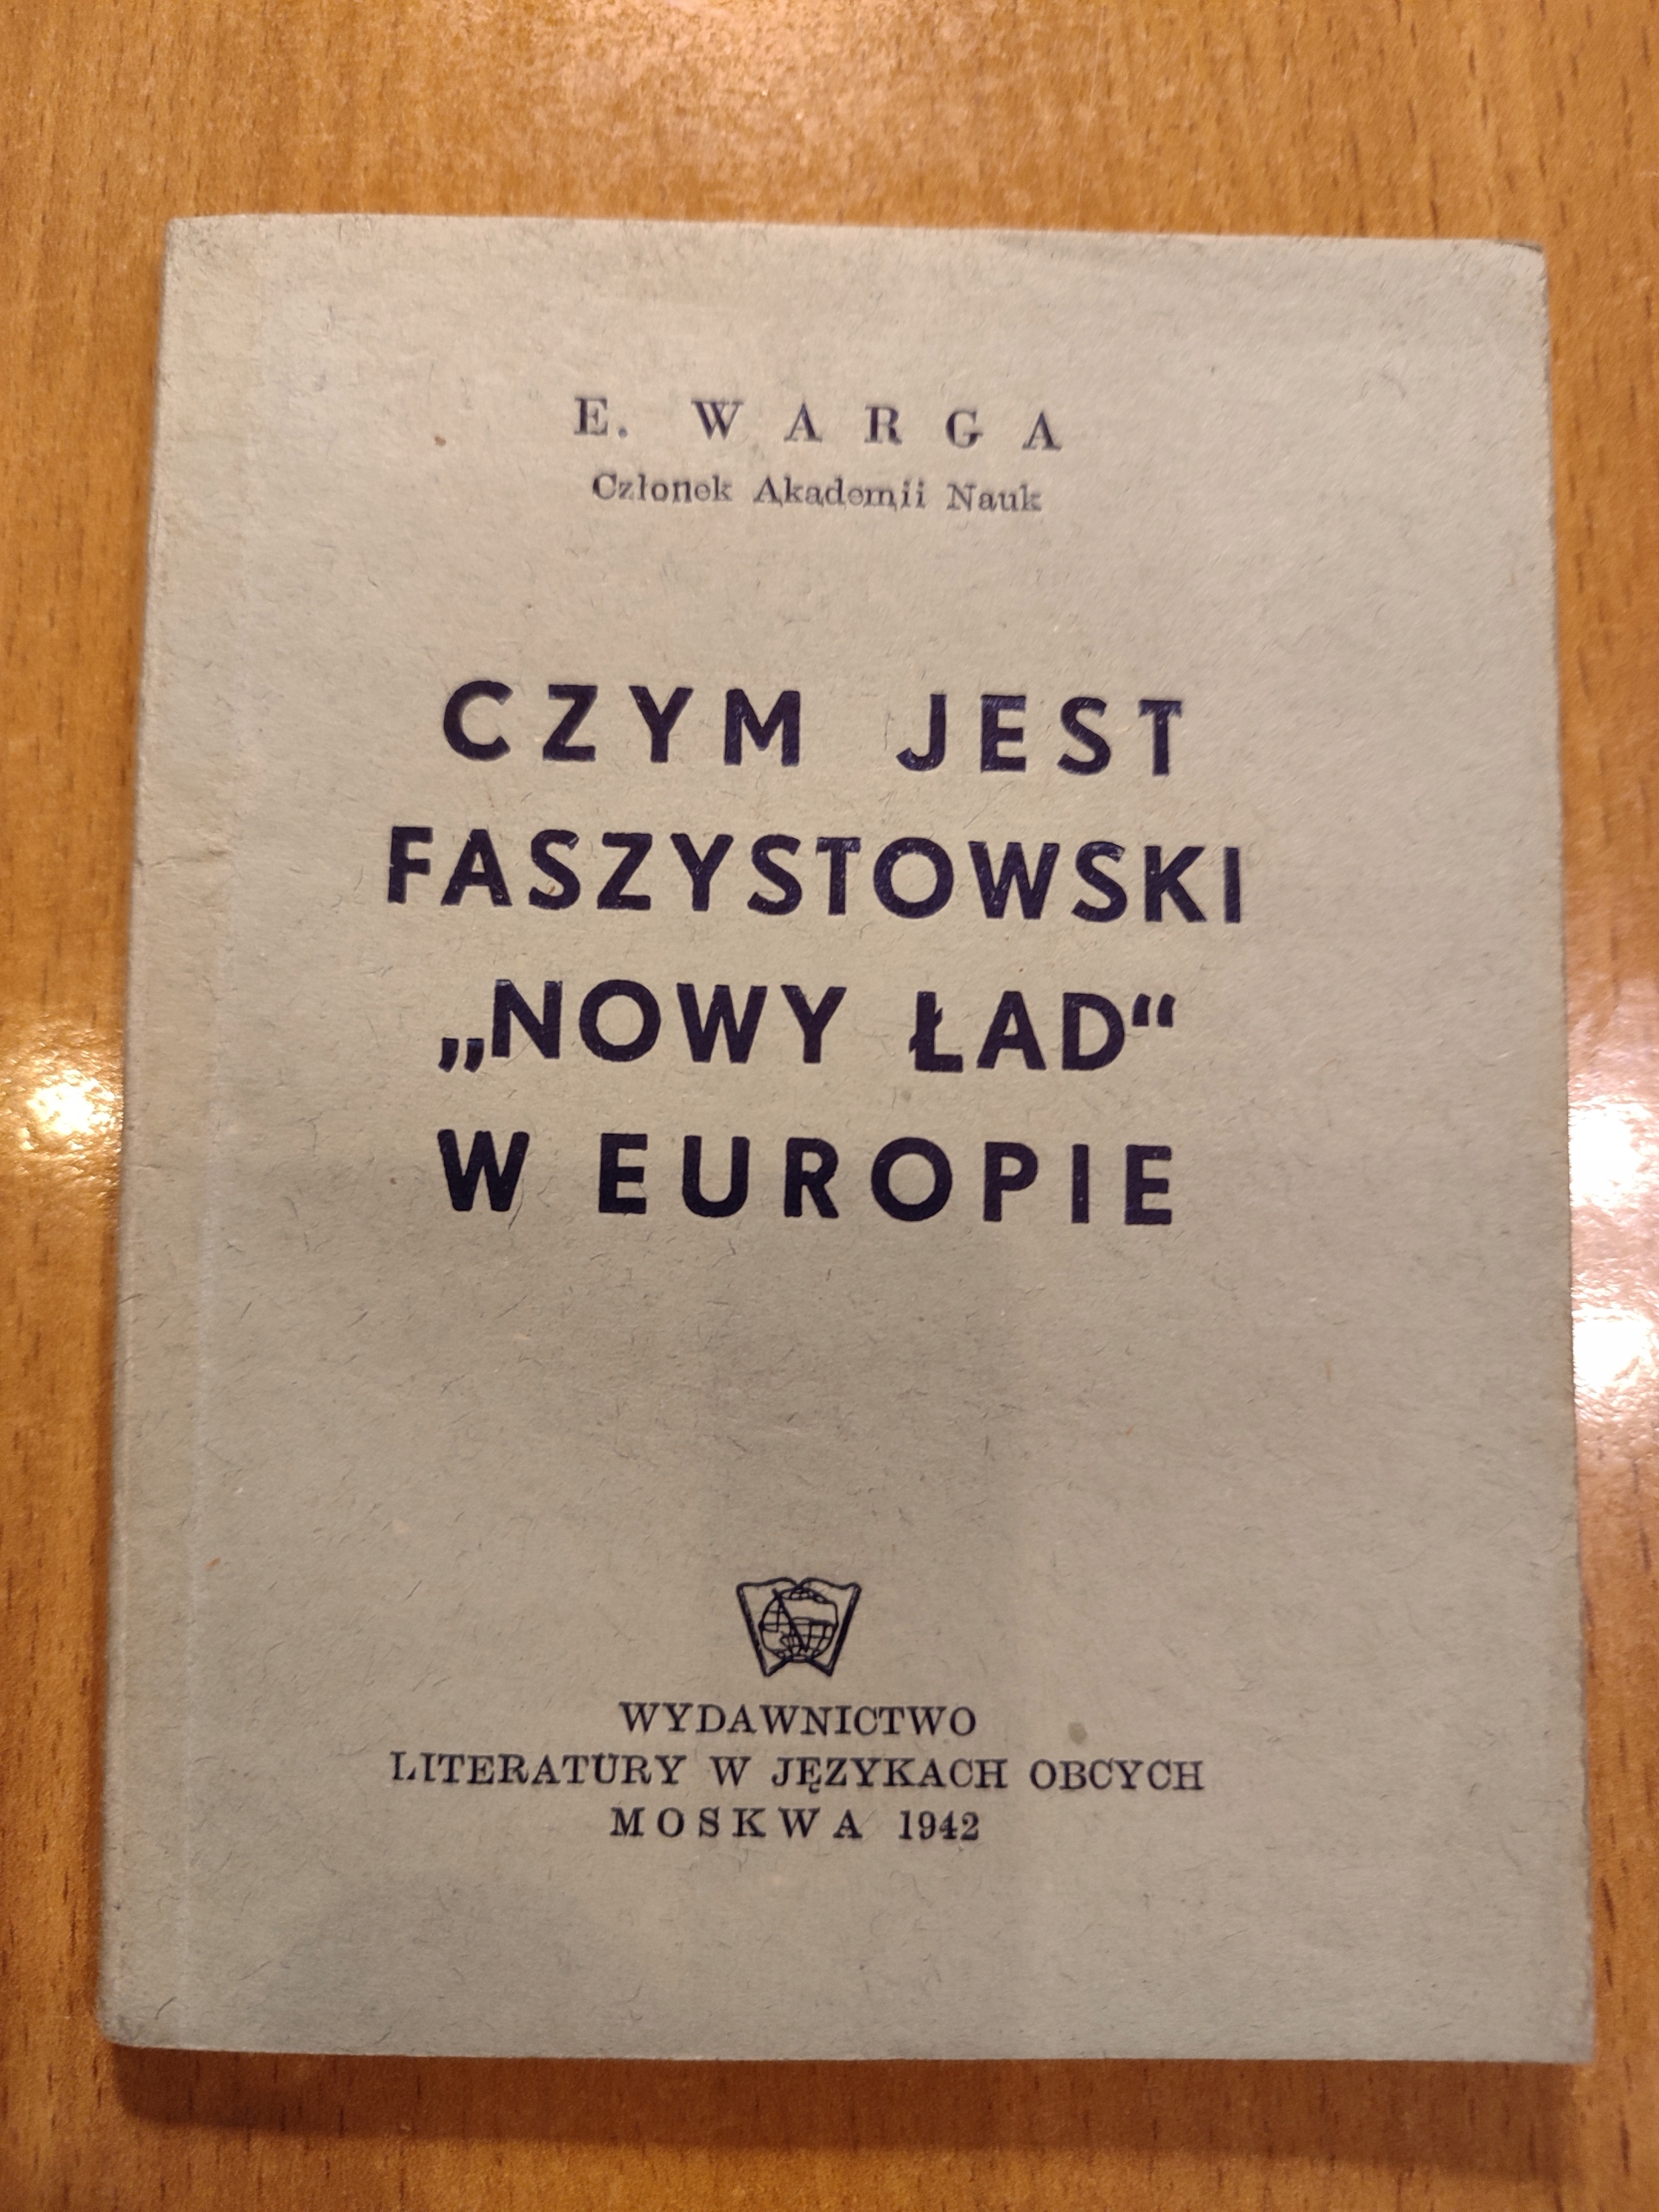 E. WARGA
Członek Akademii Nauk
CZYM JEST
FASZYSTOWSKI
„NOWY ŁAD“
W EUROPIE
WYDAWNICTWO
LITERATURY W JĘZYKACH OBCYCH
MOSKWA 1942